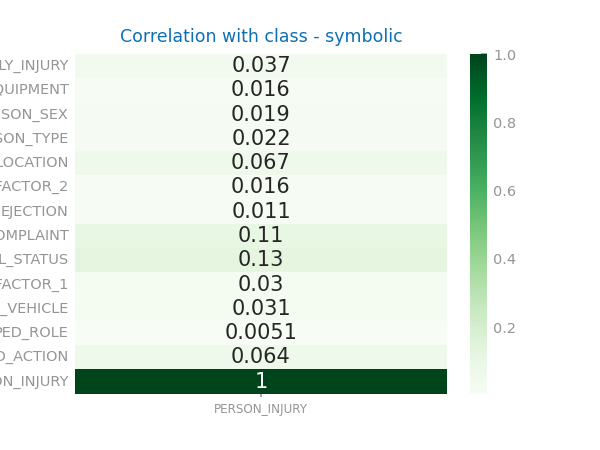 Correlation with class - symbolic
LY_INJURY 0.037
QUIPMENT 0.016
SON_SEX 0.019
SON_TYPE 0.022
LOCATION 0.067
FACTOR_2 0.016
EJECTION 0.011
OMPLAINT 0.11
L_STATUS 0.13
FACTOR_1 0.03
_VEHICLE 0.031
PED_ROLE 0.0051
D_ACTION 0.064
ON_INJURY 1
PERSON_INJURY
1.0
0.8
0.6
0.4
0.2